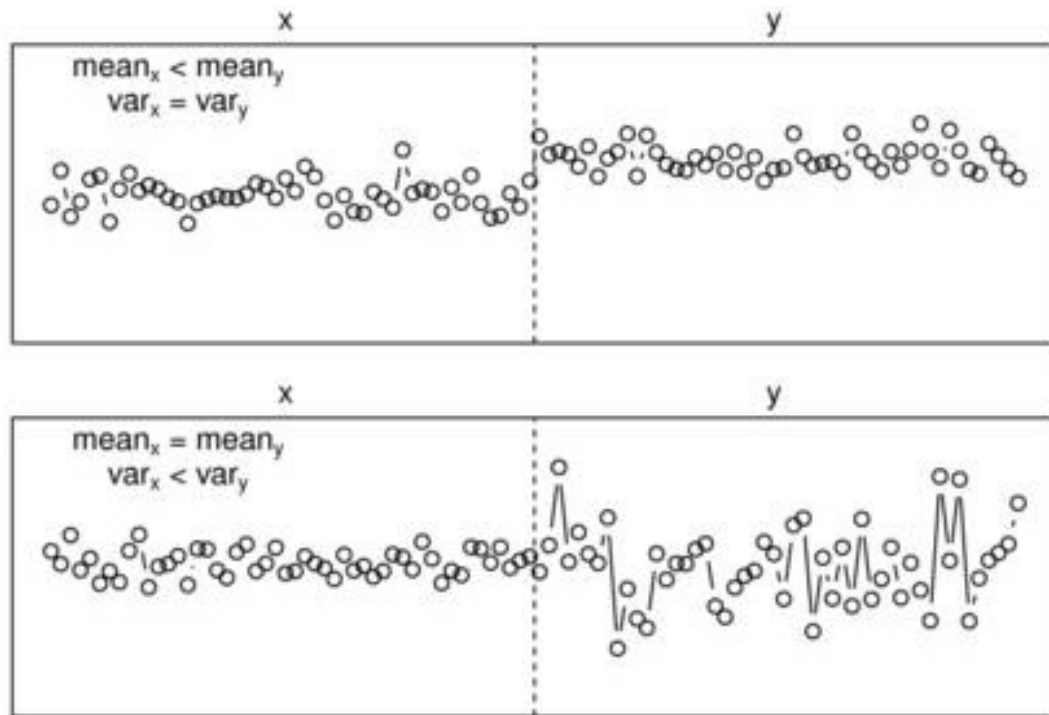 x y
meanₓ < meanᵧ
varₓ = varᵧ
x y
meanₓ = meanᵧ
varₓ < varᵧ